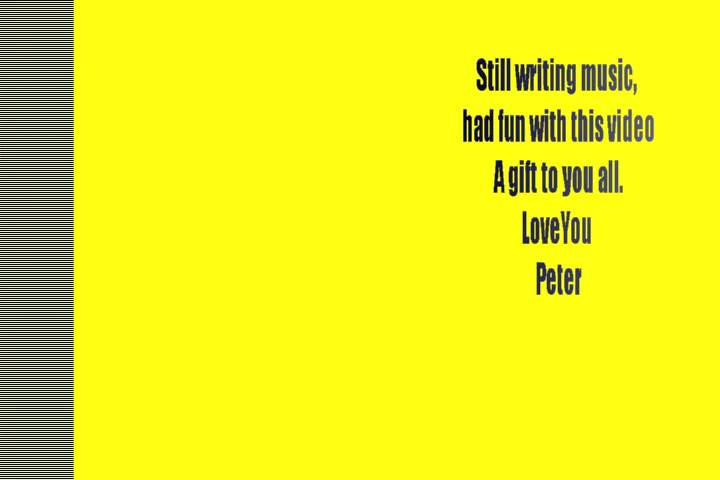 Still writing music,
had fun with this video
A gift to you all.
LoveYou
Peter